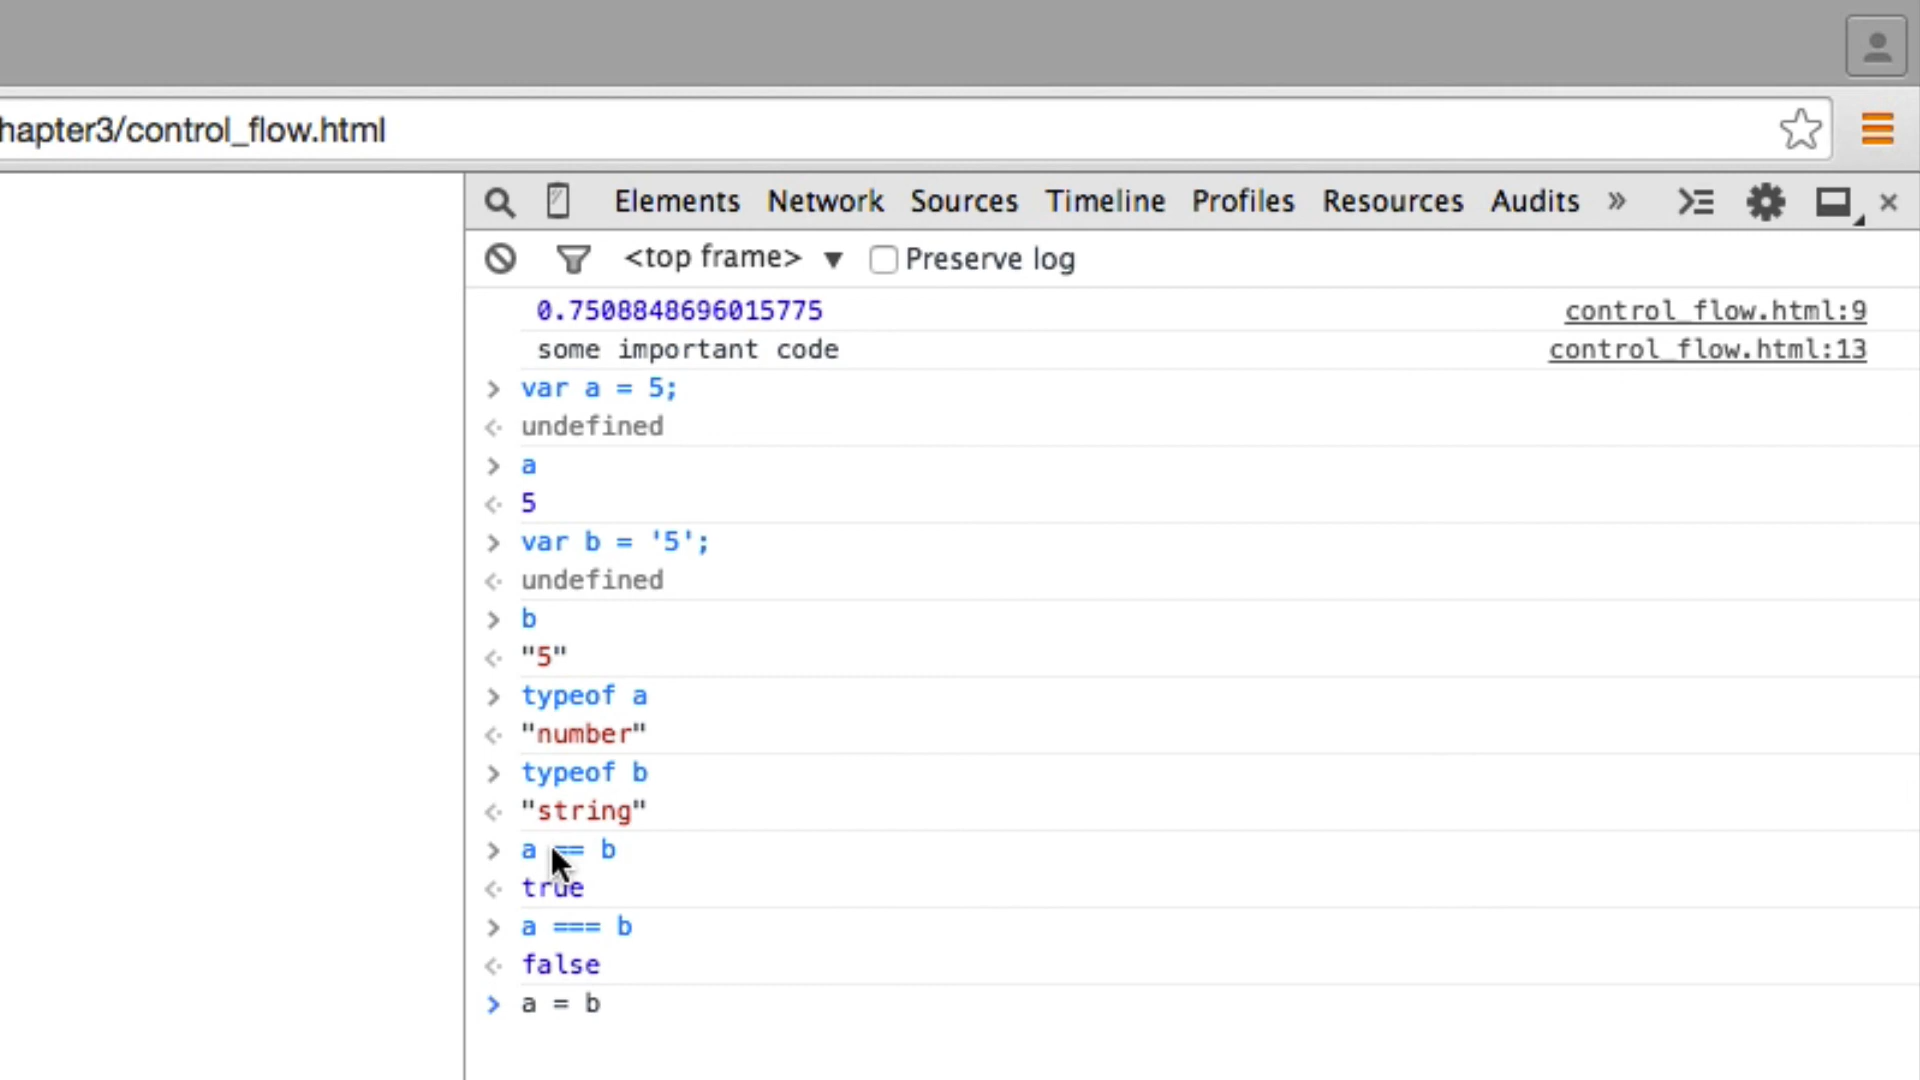 hapter3/control_flow.html
Elements Network Sources Timeline Profiles Resources Audits »
<top frame> ▼ Preserve log
0.7508848696015775 control_flow.html:9
some important code control_flow.html:13
> var a = 5;
undefined
> a
5
> var b = '5';
undefined
> b
"5"
> typeof a
"number"
> typeof b
"string"
> a == b
true
> a === b
false
> a = b